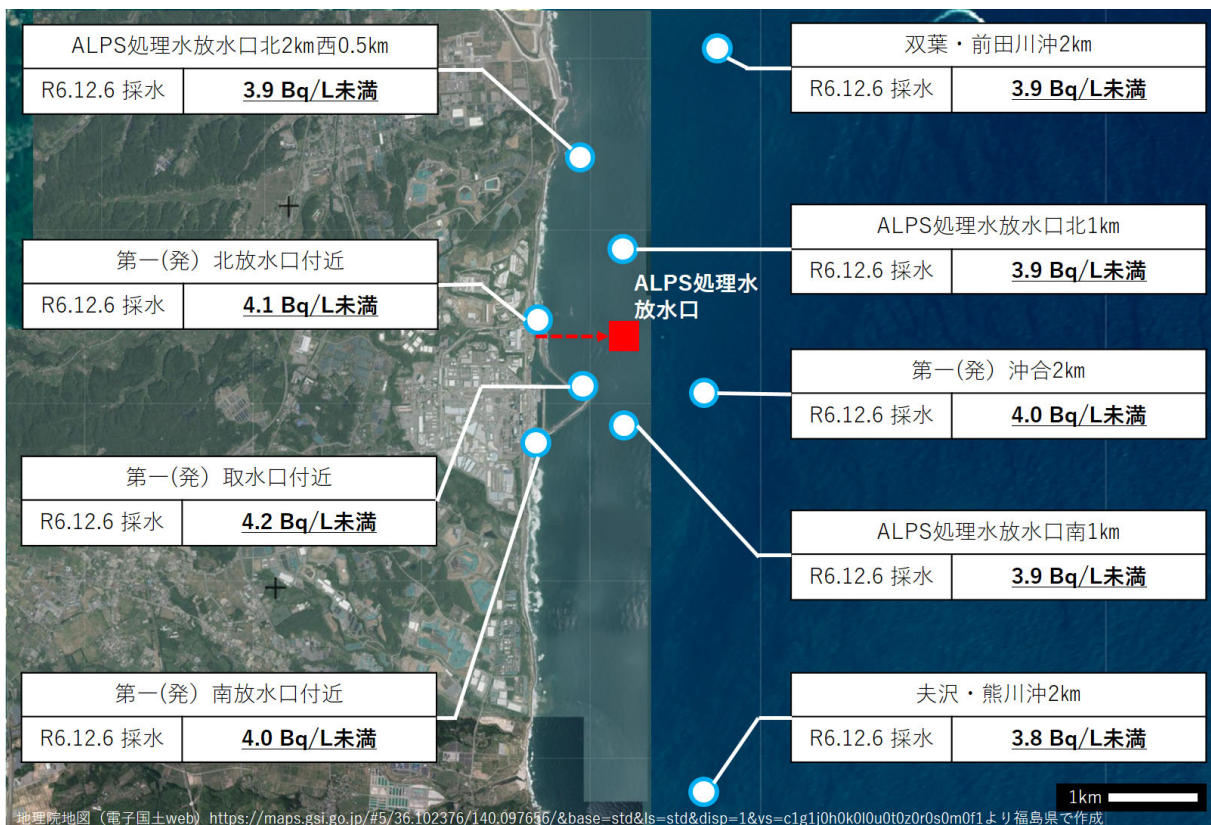 ALPS処理水放水口北2km西0.5km
R6.12.6 採水 3.9 Bq/L未満
双葉・前田川沖2km
R6.12.6 採水 3.9 Bq/L未満
ALPS処理水放水口北1km
R6.12.6 採水 3.9 Bq/L未満
第一(発) 北放水口付近
R6.12.6 採水 4.1 Bq/L未満
ALPS処理水
放水口
第一(発) 沖合2km
R6.12.6 採水 4.0 Bq/L未満
第一(発) 取水口付近
R6.12.6 採水 4.2 Bq/L未満
ALPS処理水放水口南1km
R6.12.6 採水 3.9 Bq/L未満
第一(発) 南放水口付近
R6.12.6 採水 4.0 Bq/L未満
夫沢・熊川沖2km
R6.12.6 採水 3.8 Bq/L未満
1km
地理院地図（電子国土web）https://maps.gsi.go.jp/#5/36.102376/140.097656/&base=std&ls=std&disp=1&vs=c1g1j0h0k0l0u0t0z0r0s0m0f1より福島県で作成